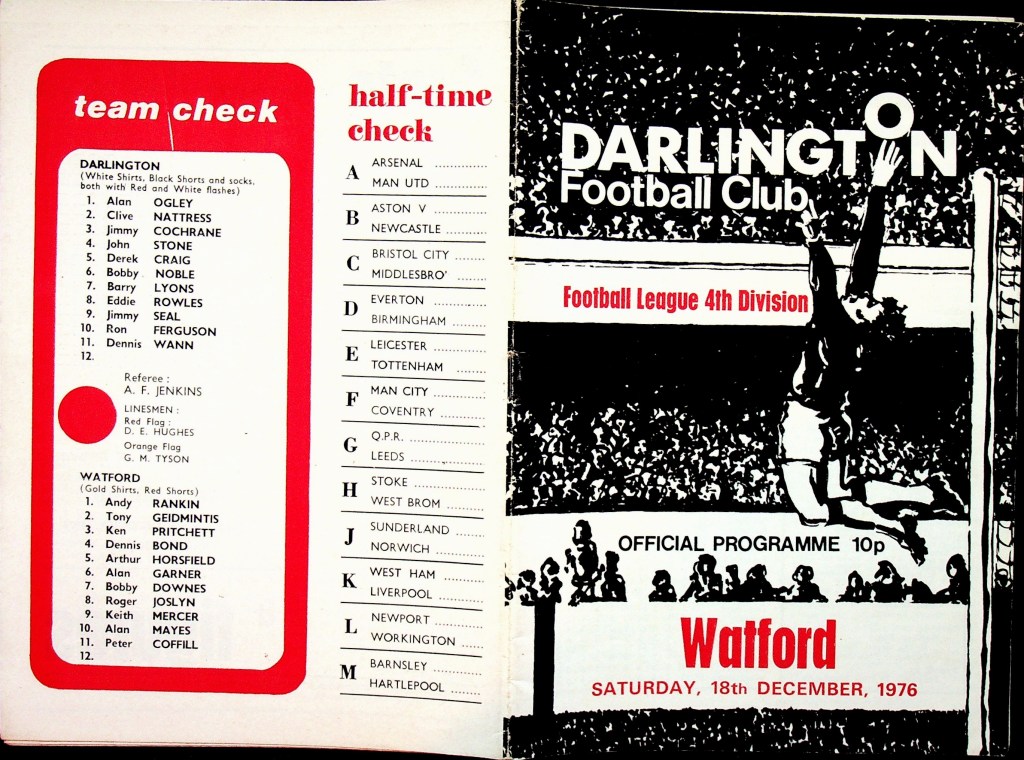 team check
DARLINGTON
(White Shirts, Black Shorts and socks,
both with Red and White flashes)
1. Alan OGLEY
2. Clive NATTRESS
3. Jimmy COCHRANE
4. John STONE
5. Derek CRAIG
6. Bobby NOBLE
7. Barry LYONS
8. Eddie ROWLES
9. Jimmy SEAL
10. Ron FERGUSON
11. Dennis WANN
12.
Referee :
A. F. JENKINS
LINESMEN :
Red Flag :
D. E. HUGHES
Orange Flag
G. M. TYSON
WATFORD
(Gold Shirts, Red Shorts)
1. Andy RANKIN
2. Tony GEIDMINTIS
3. Ken PRITCHETT
4. Dennis BOND
5. Arthur HORSFIELD
6. Alan GARNER
7. Bobby DOWNES
8. Roger JOSLYN
9. Keith MERCER
10. Alan MAYES
11. Peter COFFILL
12.
half-time
check
A ARSENAL ..............
MAN UTD ..............
B ASTON V ..............
NEWCASTLE ..............
C BRISTOL CITY .........
MIDDLESBRO' .........
D EVERTON ..............
BIRMINGHAM .........
E LEICESTER ..............
TOTTENHAM ...........
F MAN CITY ..............
COVENTRY ..............
G Q.P.R. ....................
LEEDS ....................
H STOKE ....................
WEST BROM ...........
J SUNDERLAND .........
NORWICH ..............
K WEST HAM ...........
LIVERPOOL ..............
L NEWPORT ..............
WORKINGTON .........
M BARNSLEY ..............
HARTLEPOOL .........
DARLINGTON
Football Club
Football League 4th Division
OFFICIAL PROGRAMME 10p
Watford
SATURDAY, 18th DECEMBER, 1976